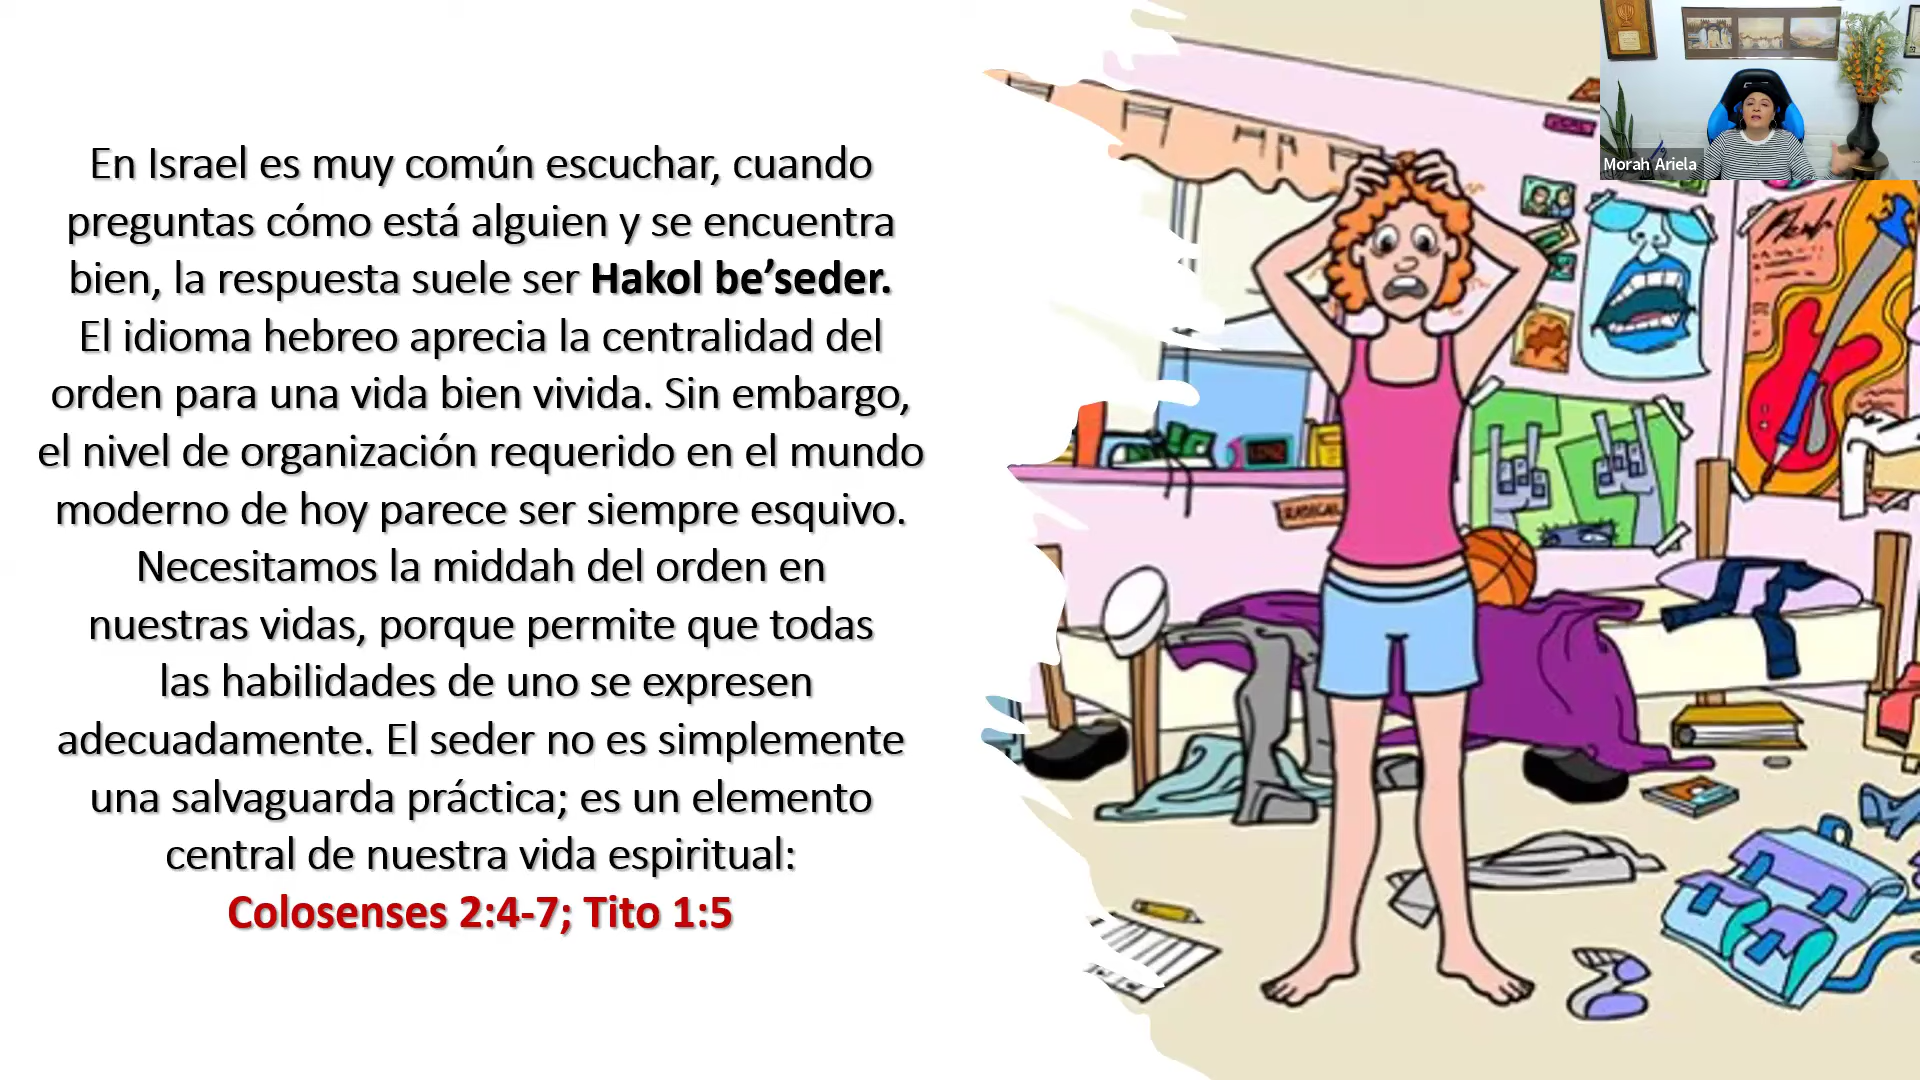 En Israel es muy común escuchar, cuando
preguntas cómo está alguien y se encuentra
bien, la respuesta suele ser Hakol be’seder.
El idioma hebreo aprecia la centralidad del
orden para una vida bien vivida. Sin embargo,
el nivel de organización requerido en el mundo
moderno de hoy parece ser siempre esquivo.
Necesitamos la middah del orden en
nuestras vidas, porque permite que todas
las habilidades de uno se expresen
adecuadamente. El seder no es simplemente
una salvaguarda práctica; es un elemento
central de nuestra vida espiritual:
Colosenses 2:4-7; Tito 1:5
Morah Ariela
RADICAL